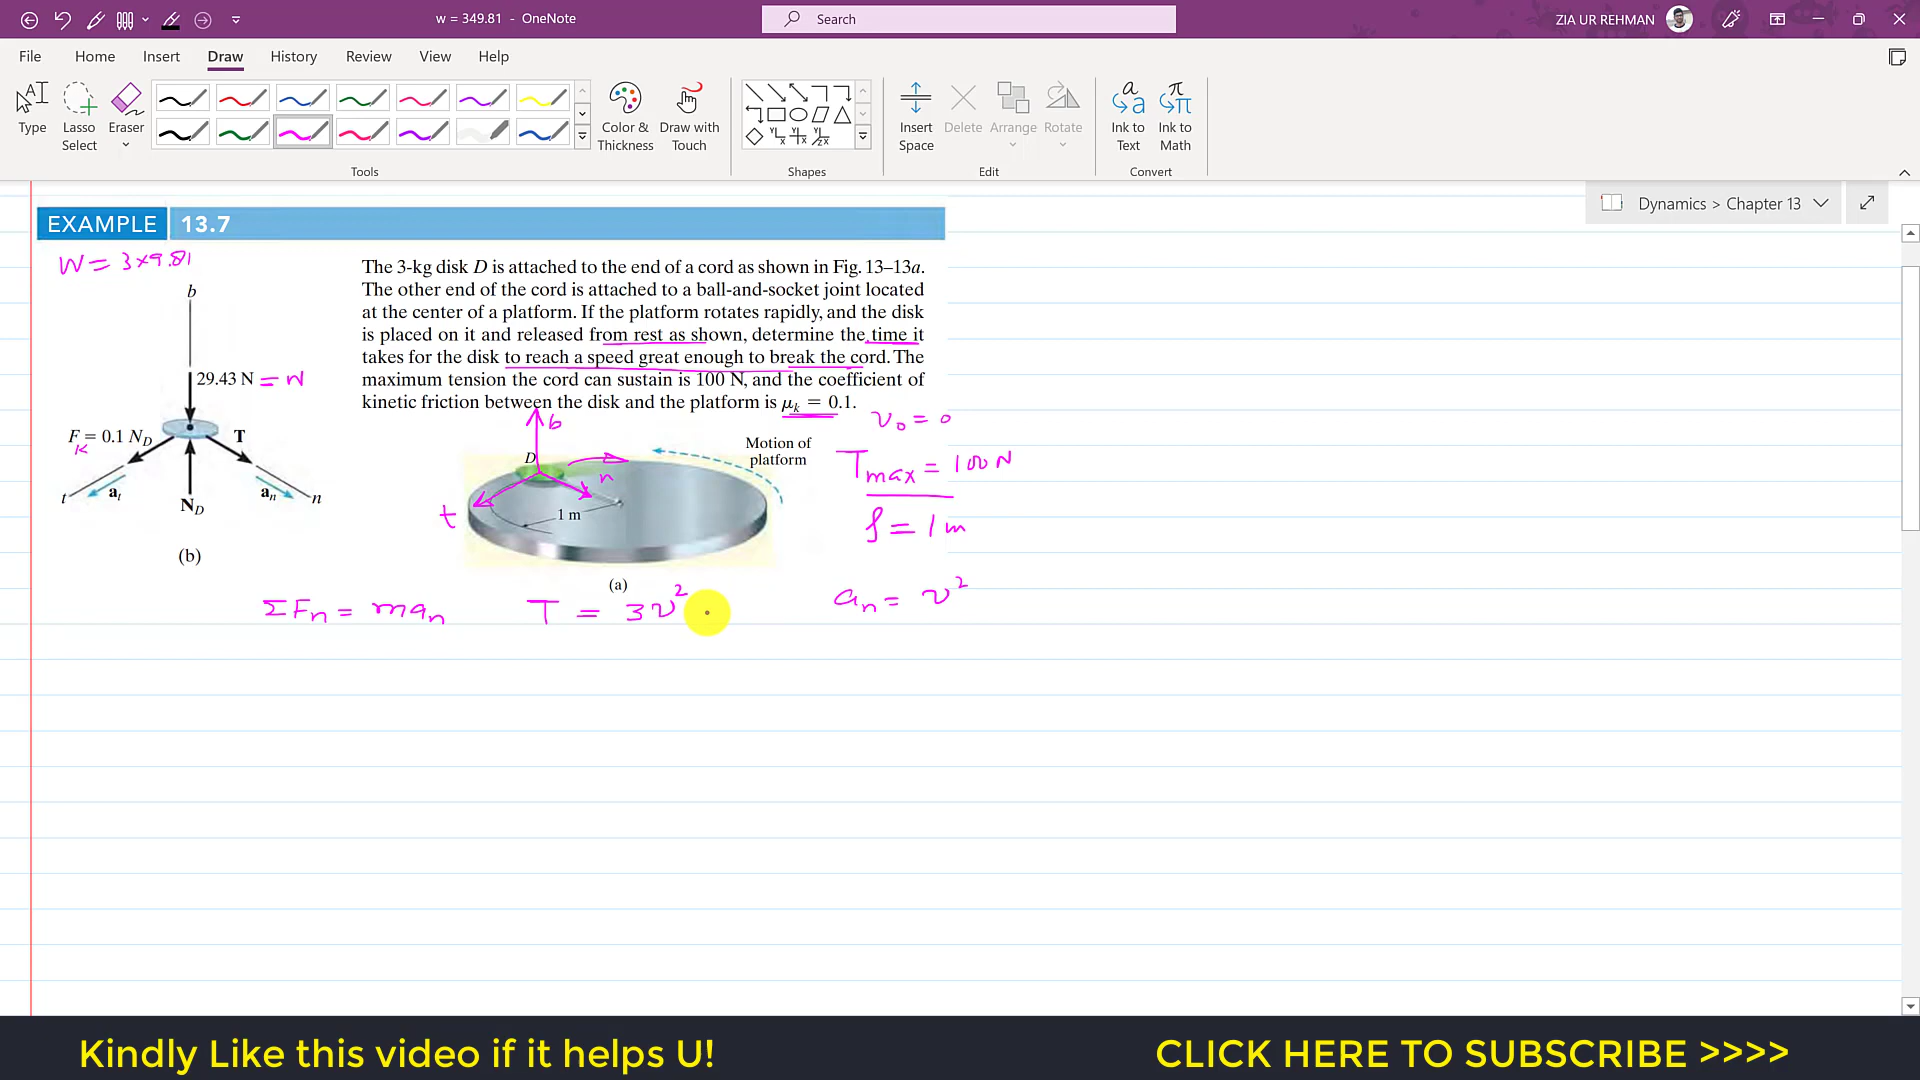 w = 349.81 - OneNote
Search
ZIA UR REHMAN
File Home Insert Draw History Review View Help
Type
Lasso Select
Eraser
Color & Thickness
Draw with Touch
Insert Space
Delete
Arrange
Rotate
Ink to Text
Ink to Math
Tools
Shapes
Edit
Convert
Dynamics > Chapter 13
EXAMPLE 13.7
W = 3×9.81
The 3-kg disk D is attached to the end of a cord as shown in Fig. 13–13a.
The other end of the cord is attached to a ball-and-socket joint located
at the center of a platform. If the platform rotates rapidly, and the disk
is placed on it and released from rest as shown, determine the time it
takes for the disk to reach a speed great enough to break the cord. The
maximum tension the cord can sustain is 100 N, and the coefficient of
kinetic friction between the disk and the platform is μk = 0.1.
b
29.43 N = W
F = 0.1 ND
K
T
t
at
ND
an
n
(b)
b
D
n
t
1 m
Motion of
platform
(a)
v₀ = 0
Tmax = 100 N
ρ = 1 m
an = v²
ΣFn = man
T = 3v²
Kindly Like this video if it helps U!
CLICK HERE TO SUBSCRIBE >>>>